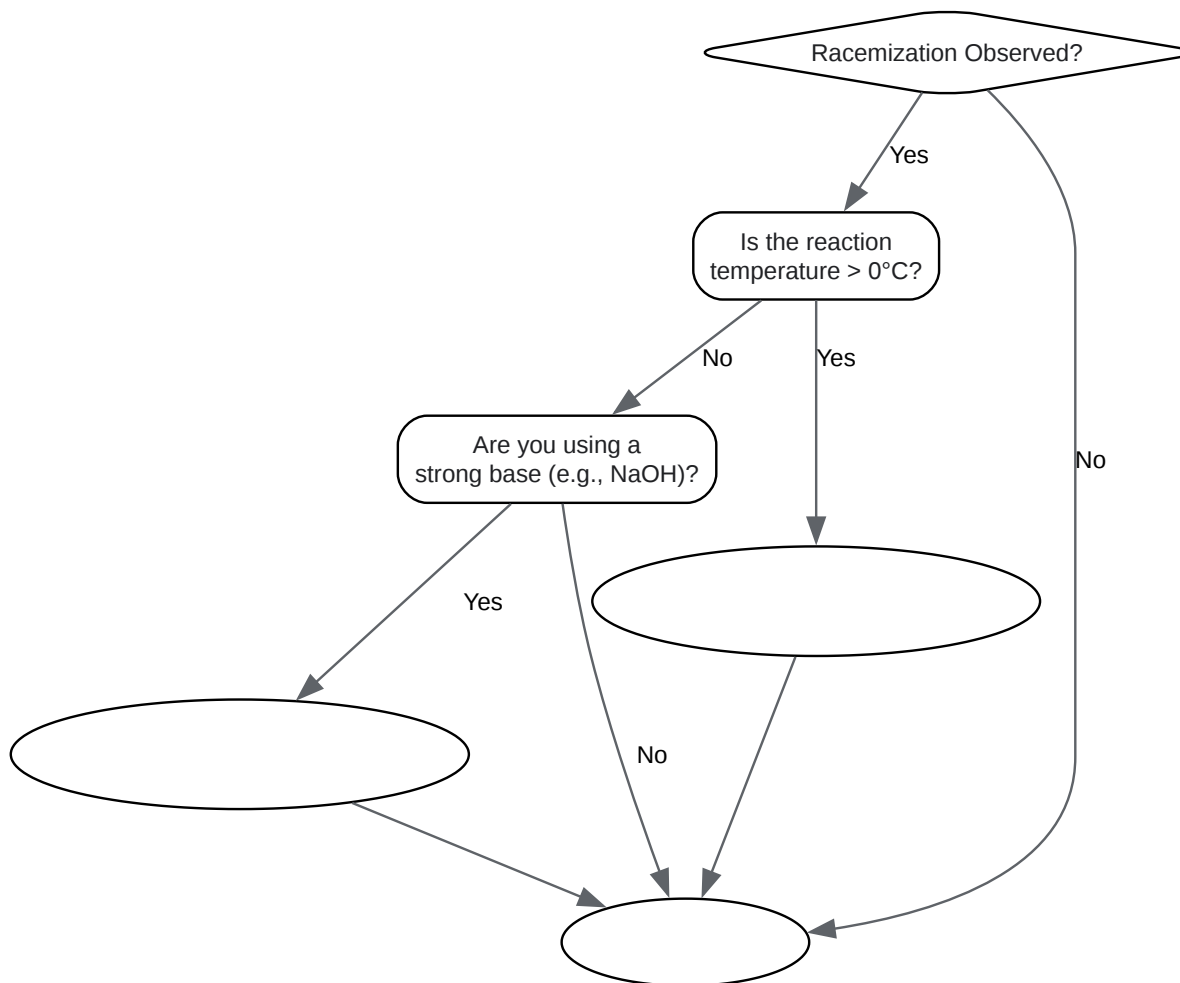 Racemization Observed?
Yes
Is the reaction
temperature > 0°C?
No
Yes
Are you using a
strong base (e.g., NaOH)?
No
Yes
No